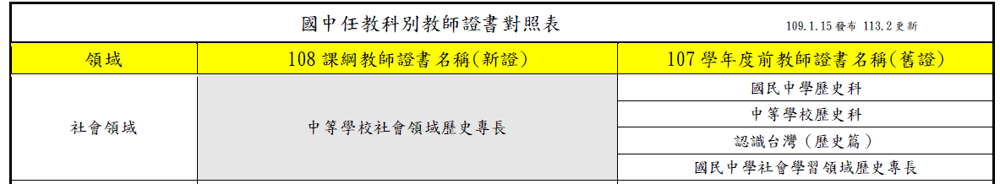 國中任教科別教師證書對照表 109.1.15發布 113.2更新
領域 108課綱教師證書名稱(新證) 107學年度前教師證書名稱(舊證)
國民中學歷史科
中等學校歷史科
社會領域 中等學校社會領域歷史專長
認識台灣（歷史篇）
國民中學社會學習領域歷史專長